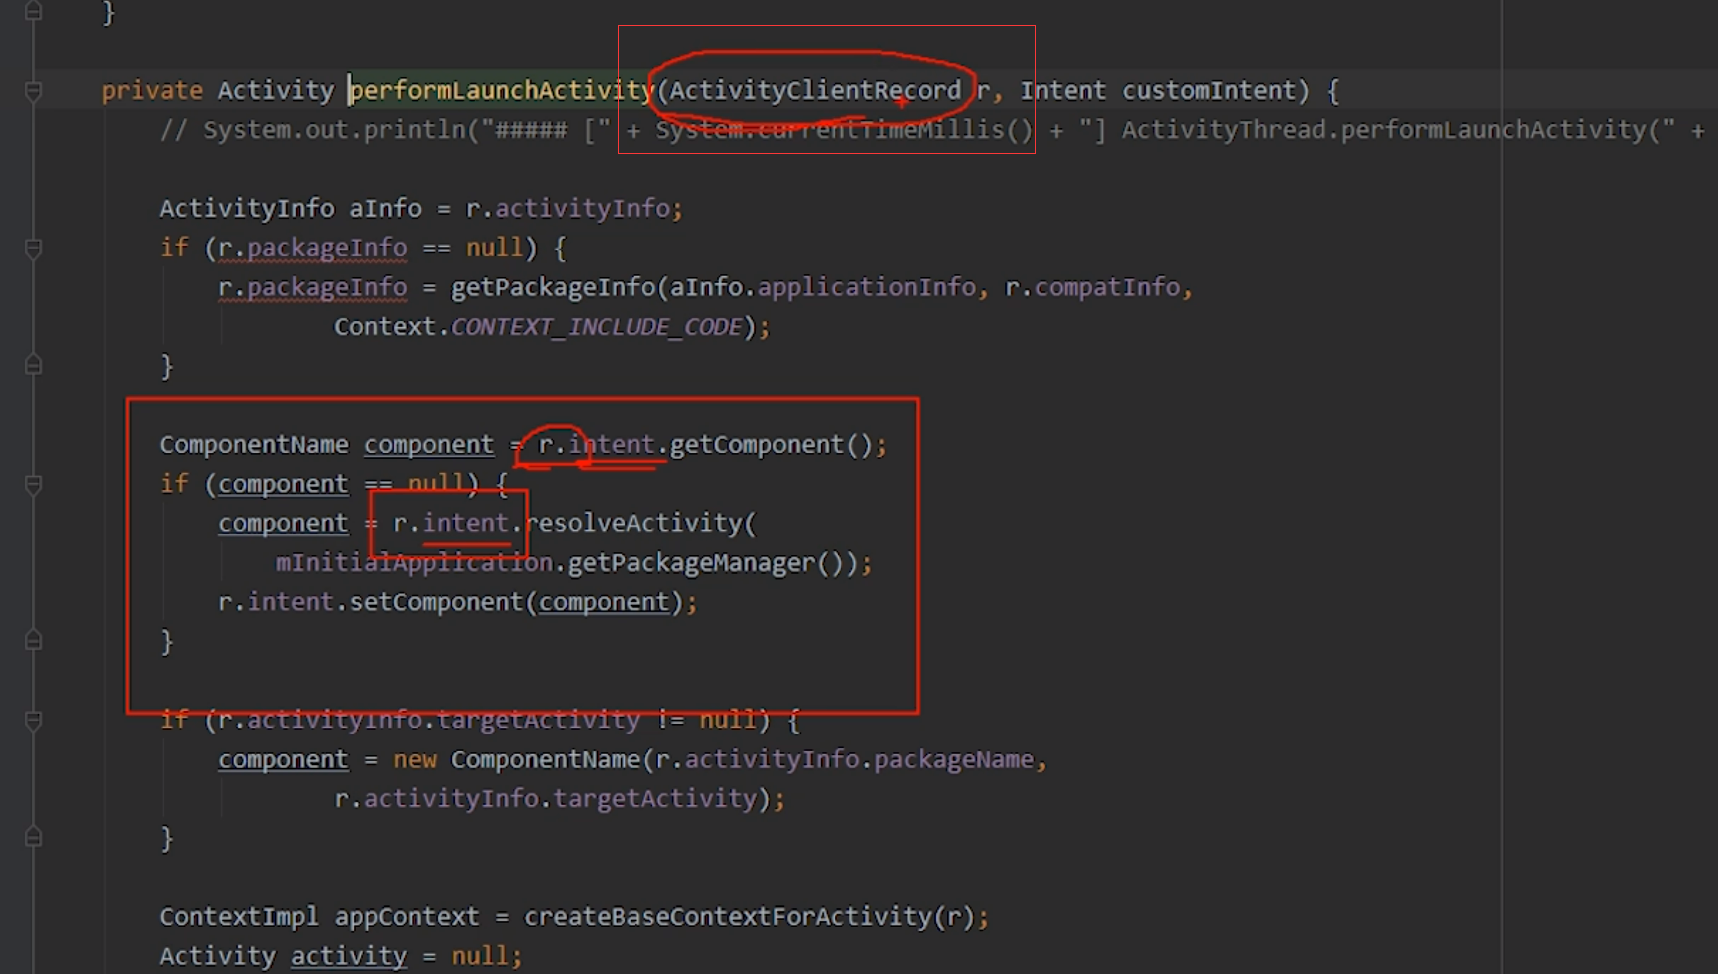 }
private Activity performLaunchActivity(ActivityClientRecord r, Intent customIntent) {
// System.out.println("##### [" + System.currentTimeMillis() + "] ActivityThread.performLaunchActivity(" +
ActivityInfo aInfo = r.activityInfo;
if (r.packageInfo == null) {
r.packageInfo = getPackageInfo(aInfo.applicationInfo, r.compatInfo,
Context.CONTEXT_INCLUDE_CODE);
}
ComponentName component = r.intent.getComponent();
if (component == null) {
component = r.intent.resolveActivity(
mInitialApplication.getPackageManager());
r.intent.setComponent(component);
}
if (r.activityInfo.targetActivity != null) {
component = new ComponentName(r.activityInfo.packageName,
r.activityInfo.targetActivity);
}
ContextImpl appContext = createBaseContextForActivity(r);
Activity activity = null;